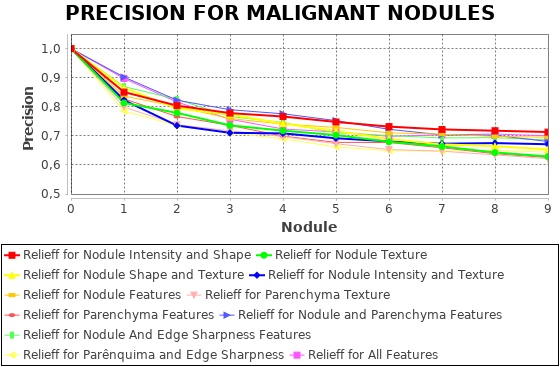 PRECISION FOR MALIGNANT NODULES
1,0
0,9
0,8
0,7
0,6
0,5
Precision
0 1 2 3 4 5 6 7 8 9
Nodule
Relieff for Nodule Intensity and Shape Relieff for Nodule Texture
Relieff for Nodule Shape and Texture Relieff for Nodule Intensity and Texture
Relieff for Nodule Features Relieff for Parenchyma Texture
Relieff for Parenchyma Features Relieff for Nodule and Parenchyma Features
Relieff for Nodule And Edge Sharpness Features
Relieff for Parênquima and Edge Sharpness Relieff for All Features